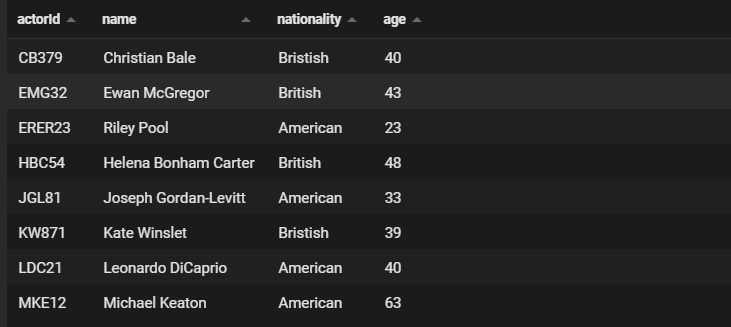 actorId name nationality age
CB379 Christian Bale Bristish 40
EMG32 Ewan McGregor British 43
ERER23 Riley Pool American 23
HBC54 Helena Bonham Carter British 48
JGL81 Joseph Gordan-Levitt American 33
KW871 Kate Winslet Bristish 39
LDC21 Leonardo DiCaprio American 40
MKE12 Michael Keaton American 63